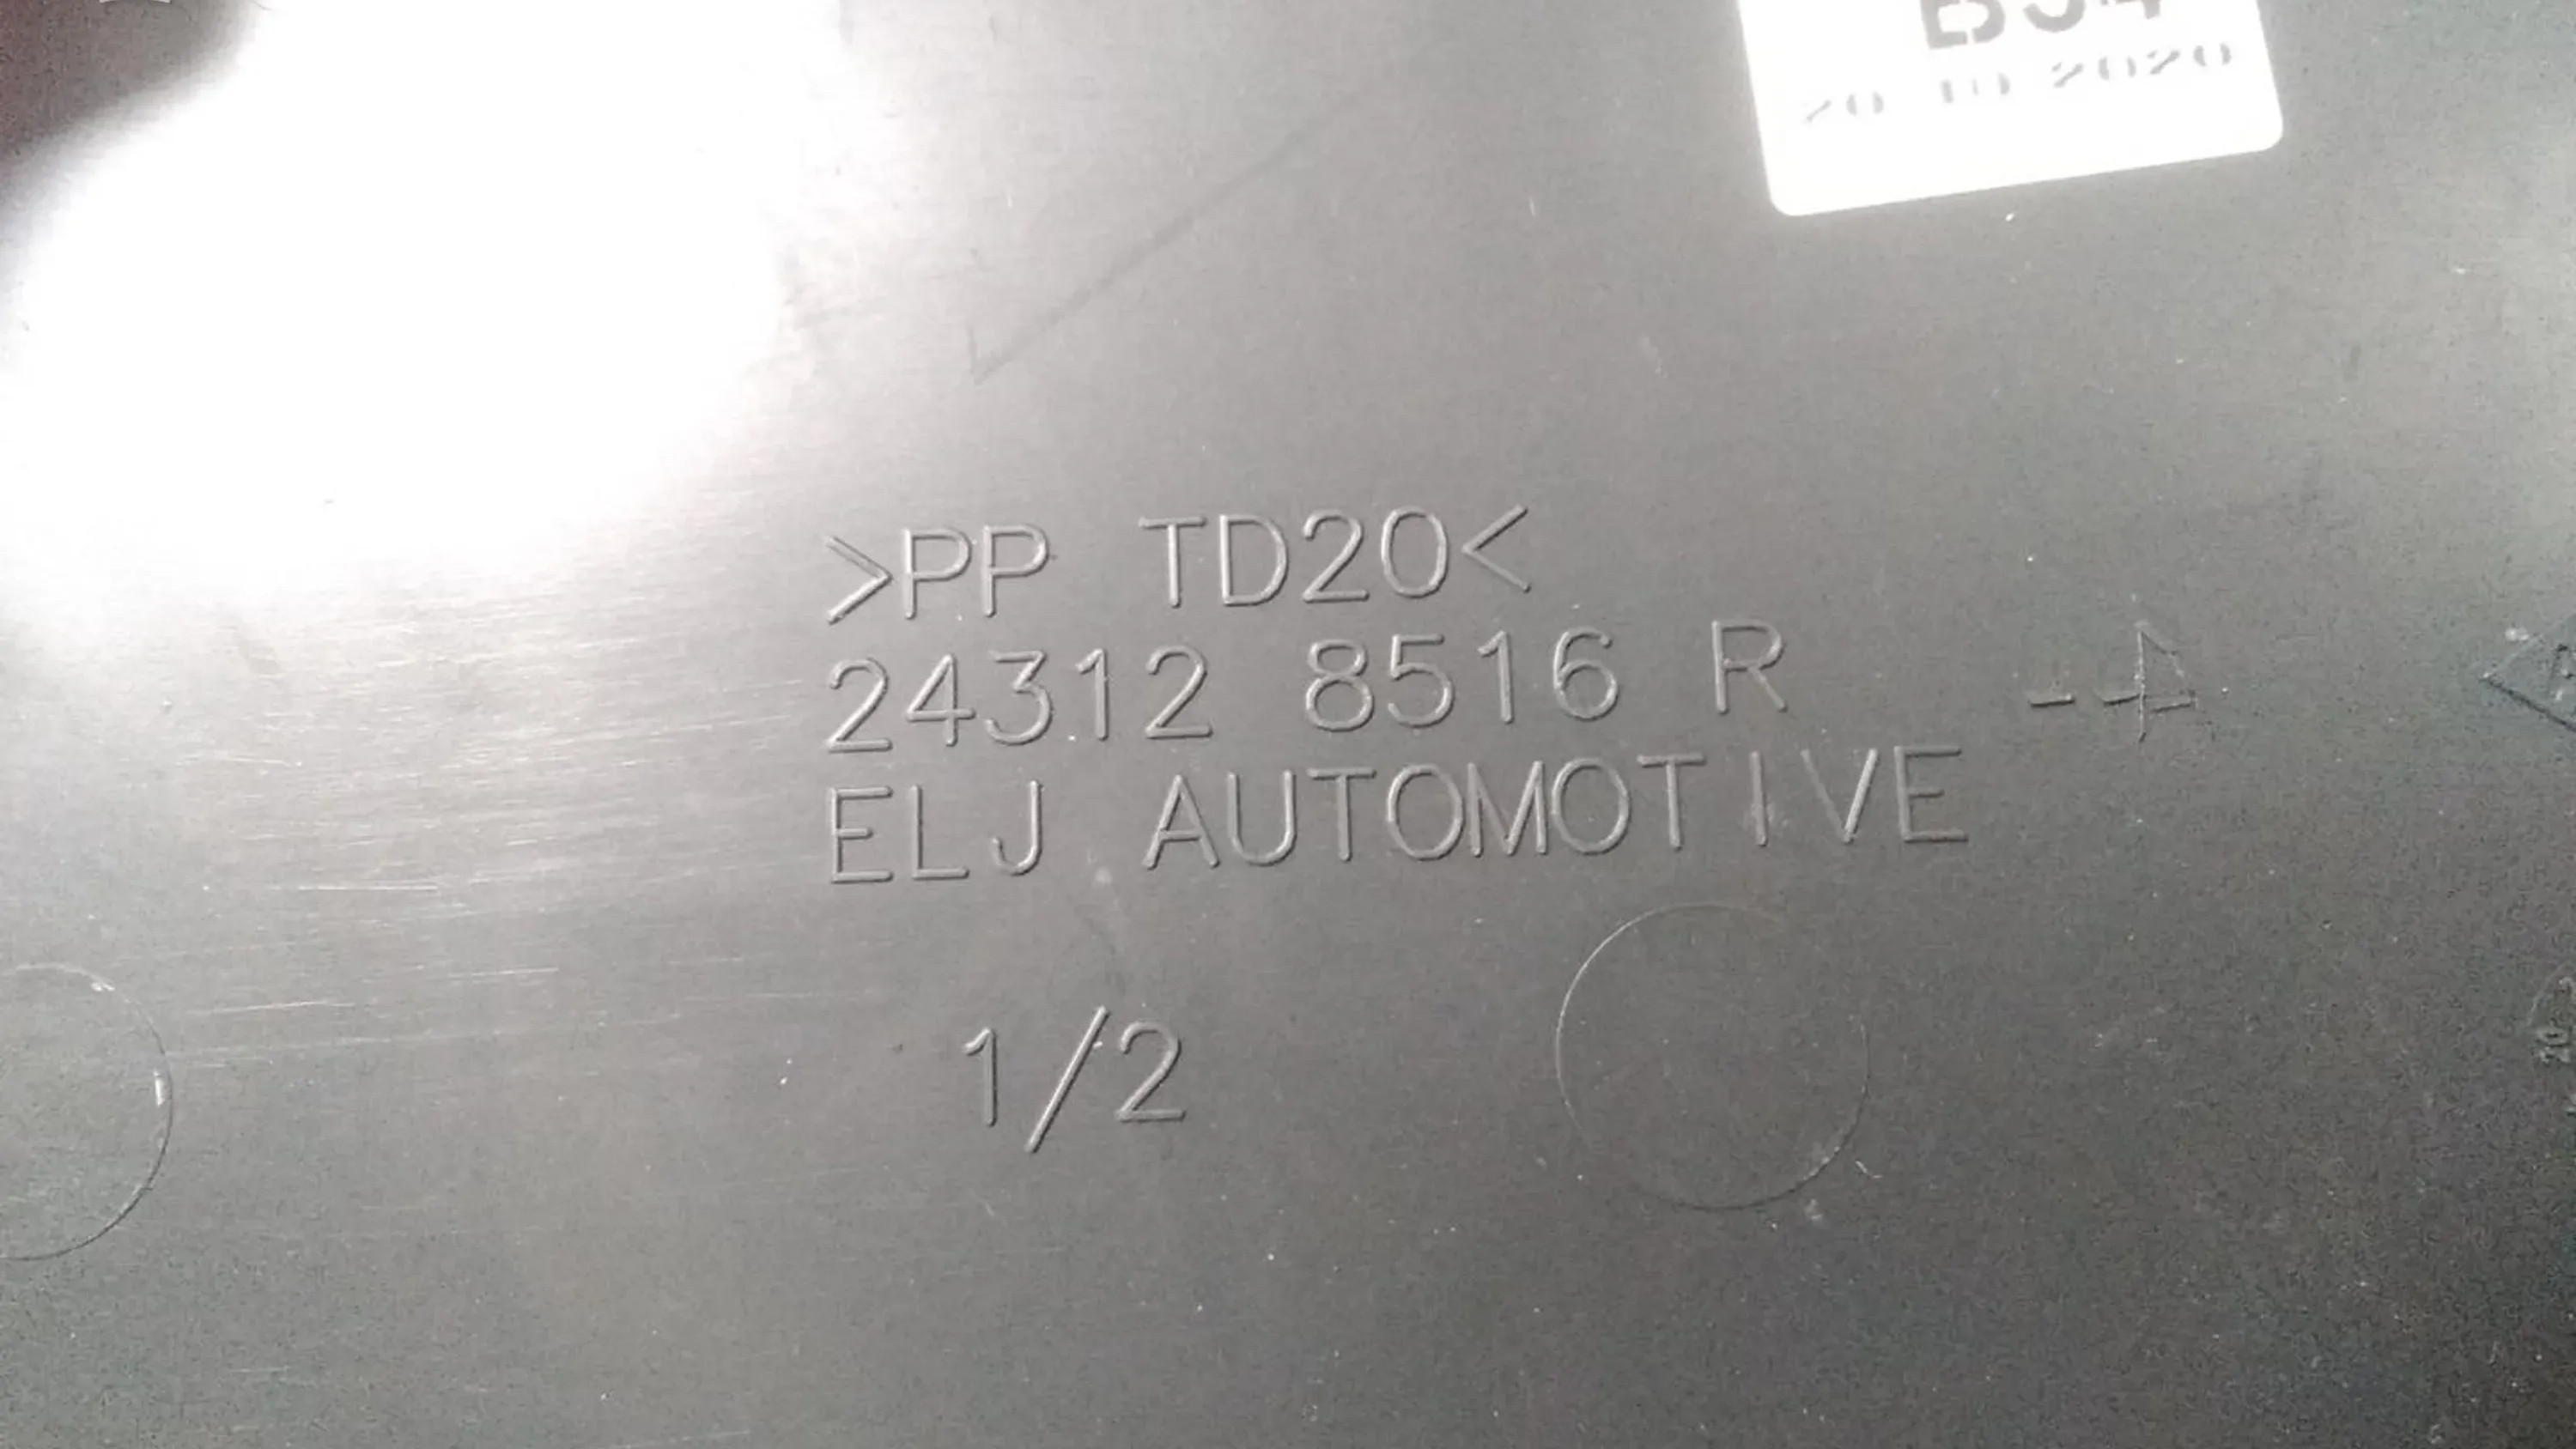 20 10 2020
>PP TD20<
24312 8516 R
ELJ AUTOMOTIVE
1/2